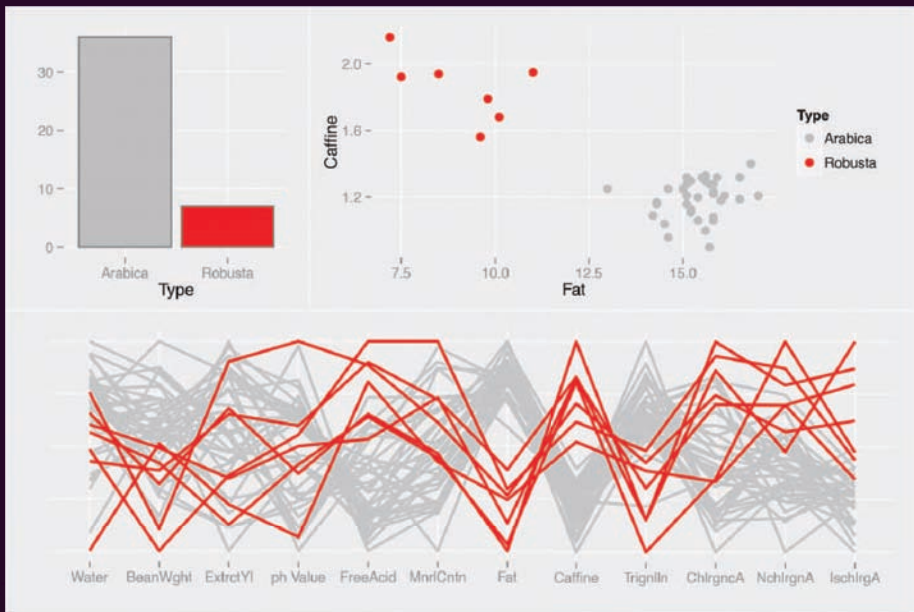 30
20
10
0
Arabica Robusta
Type
Caffine
2.0
1.6
1.2
7.5 10.0 12.5 15.0
Fat
Type
Arabica
Robusta
Water BeanWght ExtrctYl ph Value FreeAcid MnrlCntn Fat Caffine Trignlln ChlrgncA NchlrgnA IschlrgA